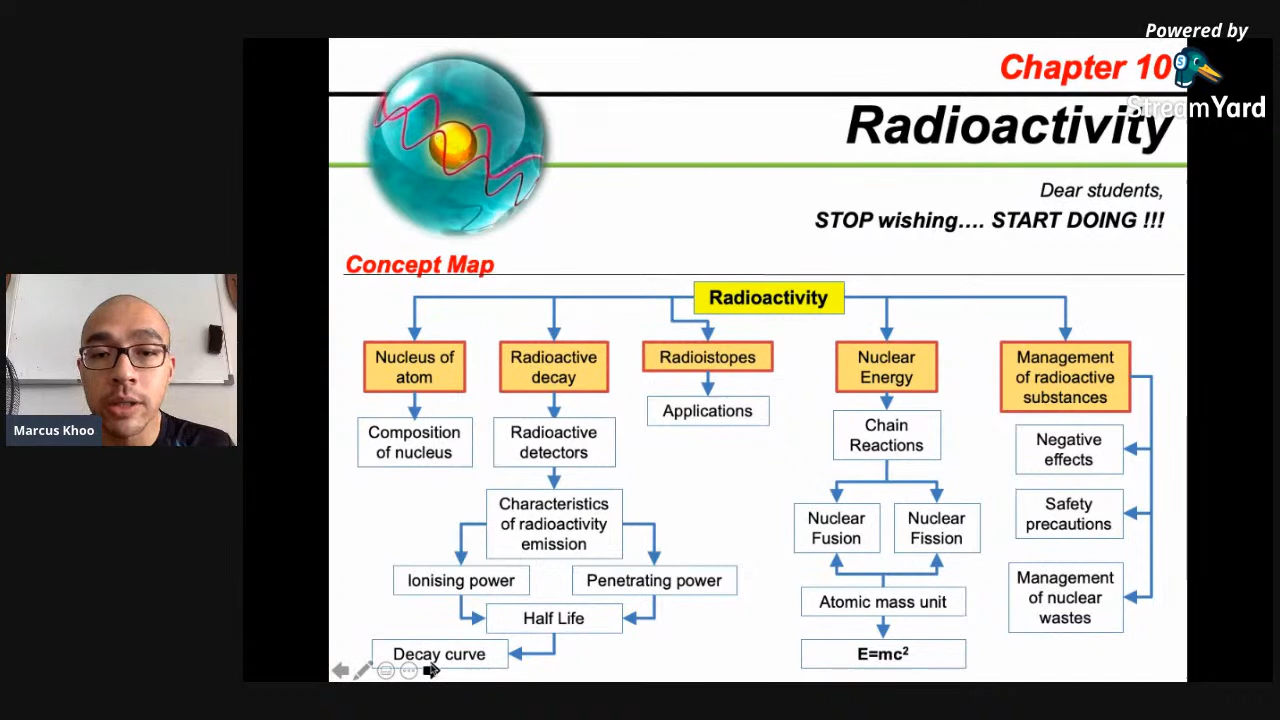 Powered by
StreamYard
Chapter 10
Radioactivity
Dear students,
STOP wishing…. START DOING !!!
Concept Map
Radioactivity
Nucleus of
atom
Composition
of nucleus
Radioactive
decay
Radioactive
detectors
Characteristics
of radioactivity
emission
Ionising power
Penetrating power
Half Life
Decay curve
Radioistopes
Applications
Nuclear
Energy
Chain
Reactions
Nuclear
Fusion
Nuclear
Fission
Atomic mass unit
E=mc²
Management
of radioactive
substances
Negative
effects
Safety
precautions
Management
of nuclear
wastes
Marcus Khoo